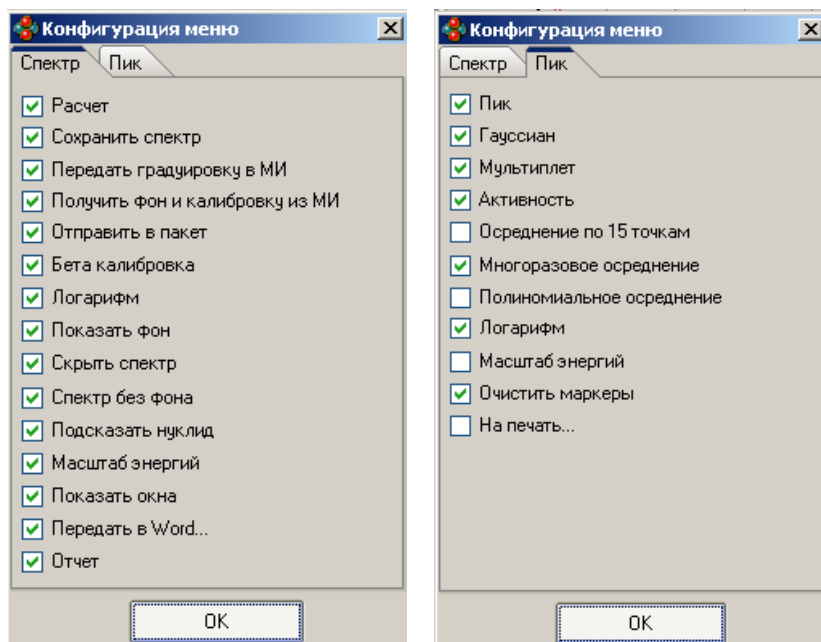 Конфигурация меню
Спектр Пик
Расчет
Сохранить спектр
Передать градуировку в МИ
Получить фон и калибровку из МИ
Отправить в пакет
Бета калибровка
Логарифм
Показать фон
Скрыть спектр
Спектр без фона
Подсказать нуклид
Масштаб энергий
Показать окна
Передать в Word...
Отчет
OK
Конфигурация меню
Спектр Пик
Пик
Гауссиан
Мультиплет
Активность
Осреднение по 15 точкам
Многоразовое осреднение
Полиномиальное осреднение
Логарифм
Масштаб энергий
Очистить маркеры
На печать...
OK